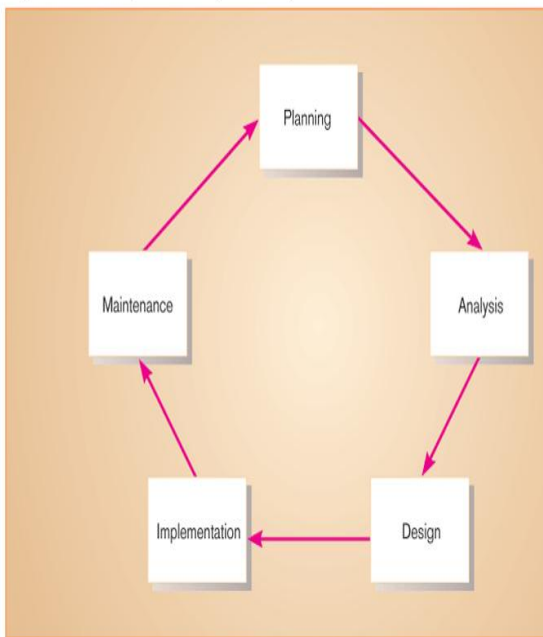 Planning
Analysis
Design
Implementation
Maintenance